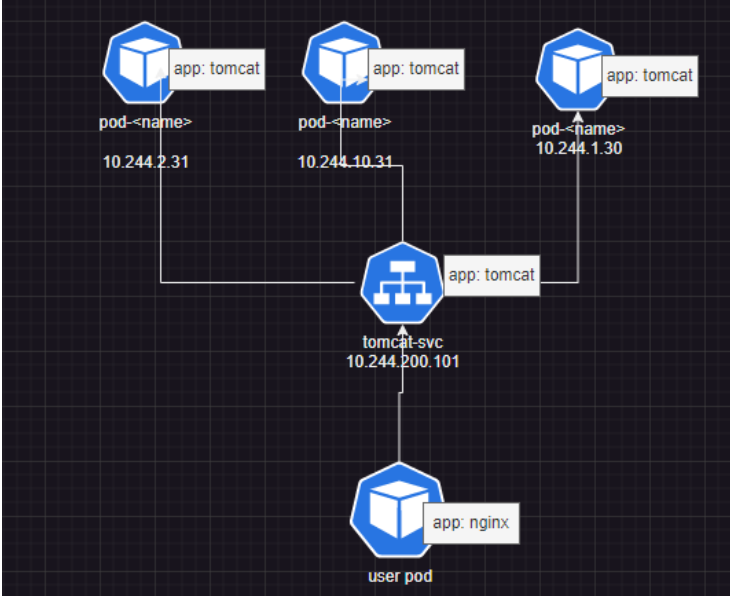 app: tomcat
pod-<name>
10.244.2.31
app: tomcat
pod-<name>
10.244.10.31
app: tomcat
pod-<name>
10.244.1.30
app: tomcat
tomcat-svc
10.244.200.101
app: nginx
user pod